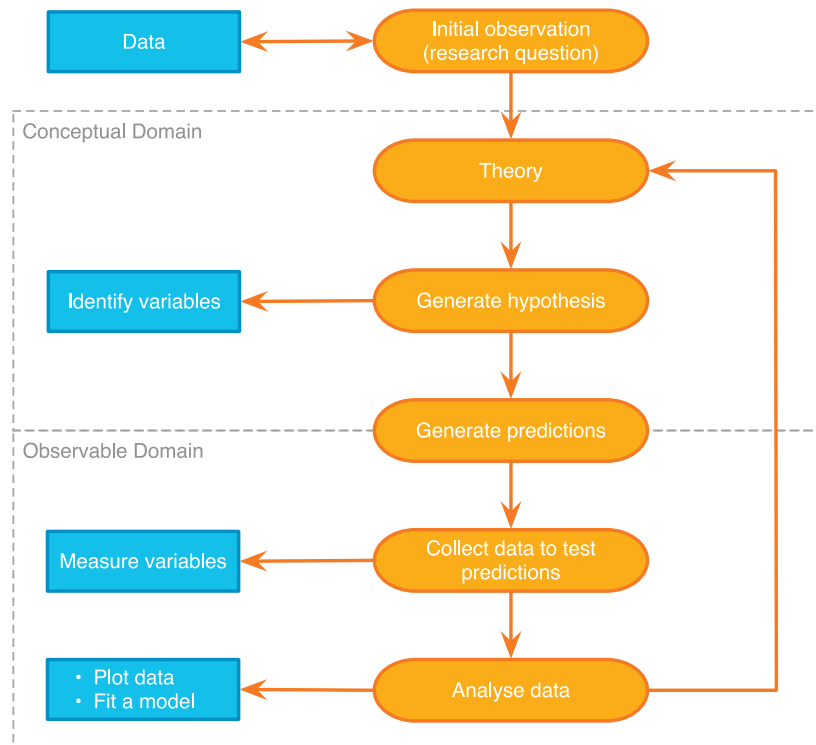 Data
Initial observation
(research question)
Conceptual Domain
Theory
Identify variables
Generate hypothesis
Generate predictions
Observable Domain
Measure variables
Collect data to test
predictions
• Plot data
• Fit a model
Analyse data